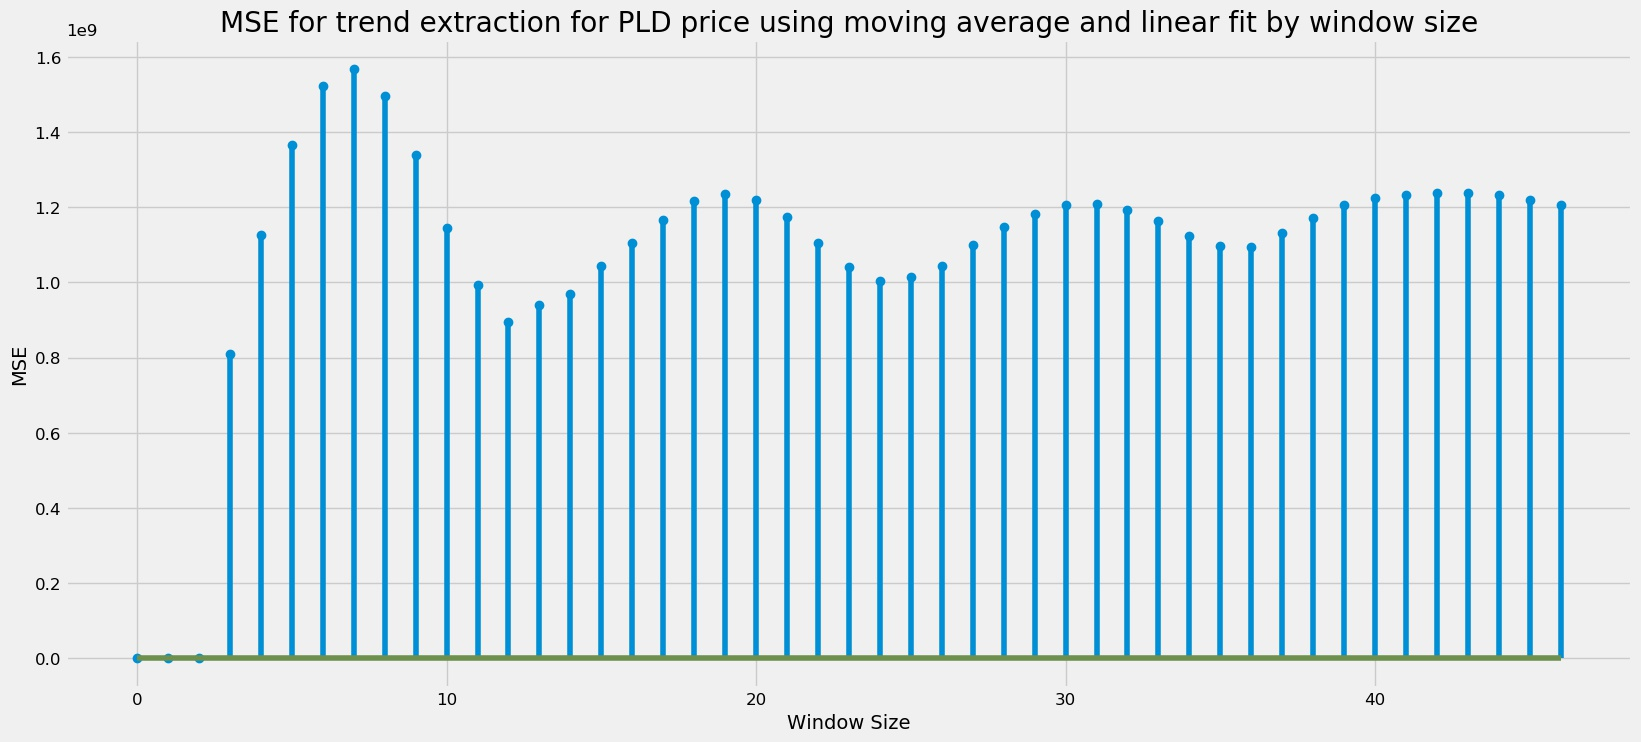 MSE for trend extraction for PLD price using moving average and linear fit by window size
1e9
1.6
1.4
1.2
1.0
0.8
0.6
0.4
0.2
0.0
MSE
0 10 20 30 40
Window Size